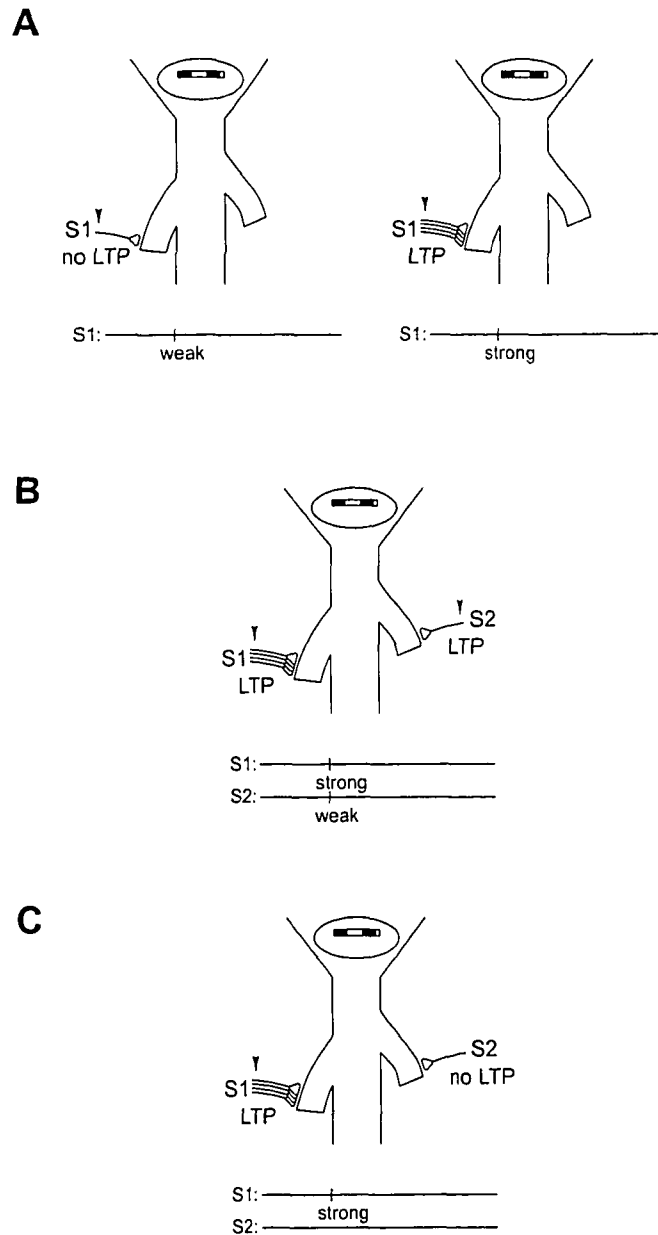 A
S1
no LTP
S1
LTP
S1:
weak
S1:
strong
B
S1
LTP
S2
LTP
S1:
strong
S2:
weak
C
S1
LTP
S2
no LTP
S1:
strong
S2: